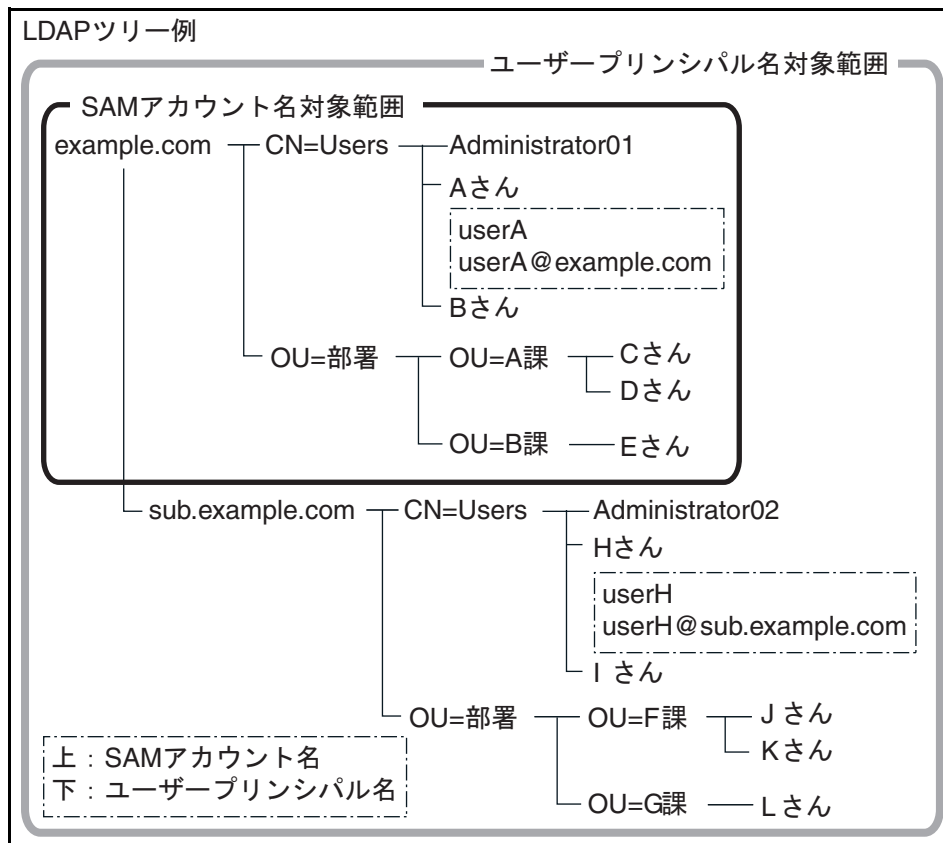 LDAPツリー例
ユーザープリンシパル名対象範囲
SAMアカウント名対象範囲
example.com CN=Users Administrator01
Aさん
userA
userA@example.com
Bさん
OU=部署 OU=A課 Cさん
Dさん
OU=B課 Eさん
sub.example.com CN=Users Administrator02
Hさん
userH
userH@sub.example.com
I さん
OU=部署 OU=F課 J さん
Kさん
OU=G課 Lさん
上：SAMアカウント名
下：ユーザープリンシパル名